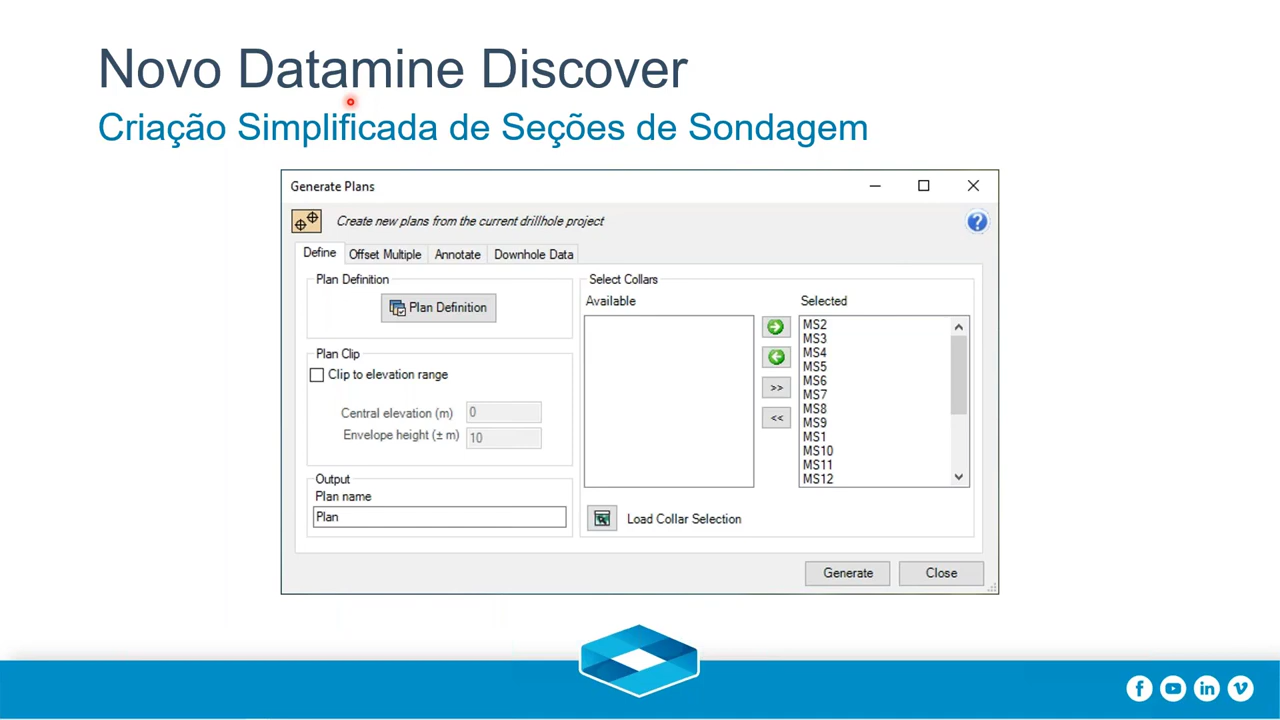 Novo Datamine Discover
Criação Simplificada de Seções de Sondagem
Generate Plans
Create new plans from the current drillhole project
Define Offset Multiple Annotate Downhole Data
Plan Definition
Plan Definition
Plan Clip
Clip to elevation range
Central elevation (m) 0
Envelope height (± m) 10
Output
Plan name
Plan
Select Collars
Available
Selected
MS2
MS3
MS4
MS5
MS6
MS7
MS8
MS9
MS1
MS10
MS11
MS12
>>
<<
Load Collar Selection
Generate Close